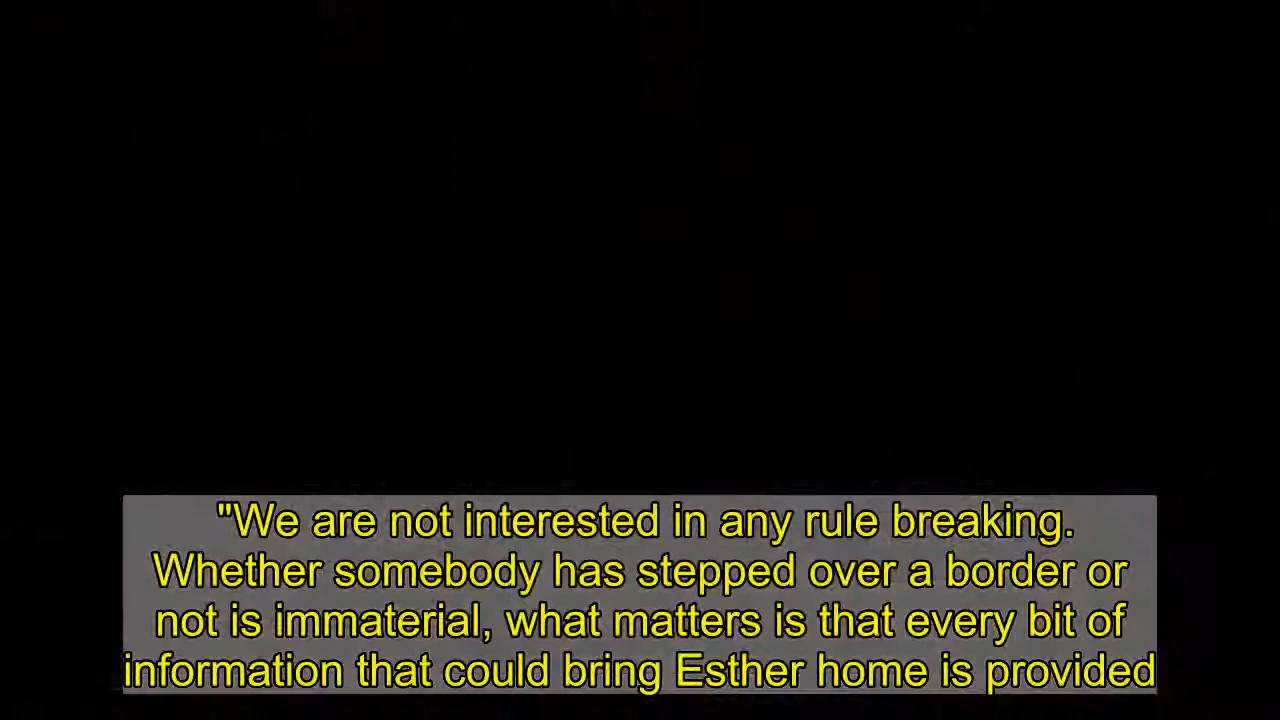 "We are not interested in any rule breaking.
Whether somebody has stepped over a border or
not is immaterial, what matters is that every bit of
information that could bring Esther home is provided